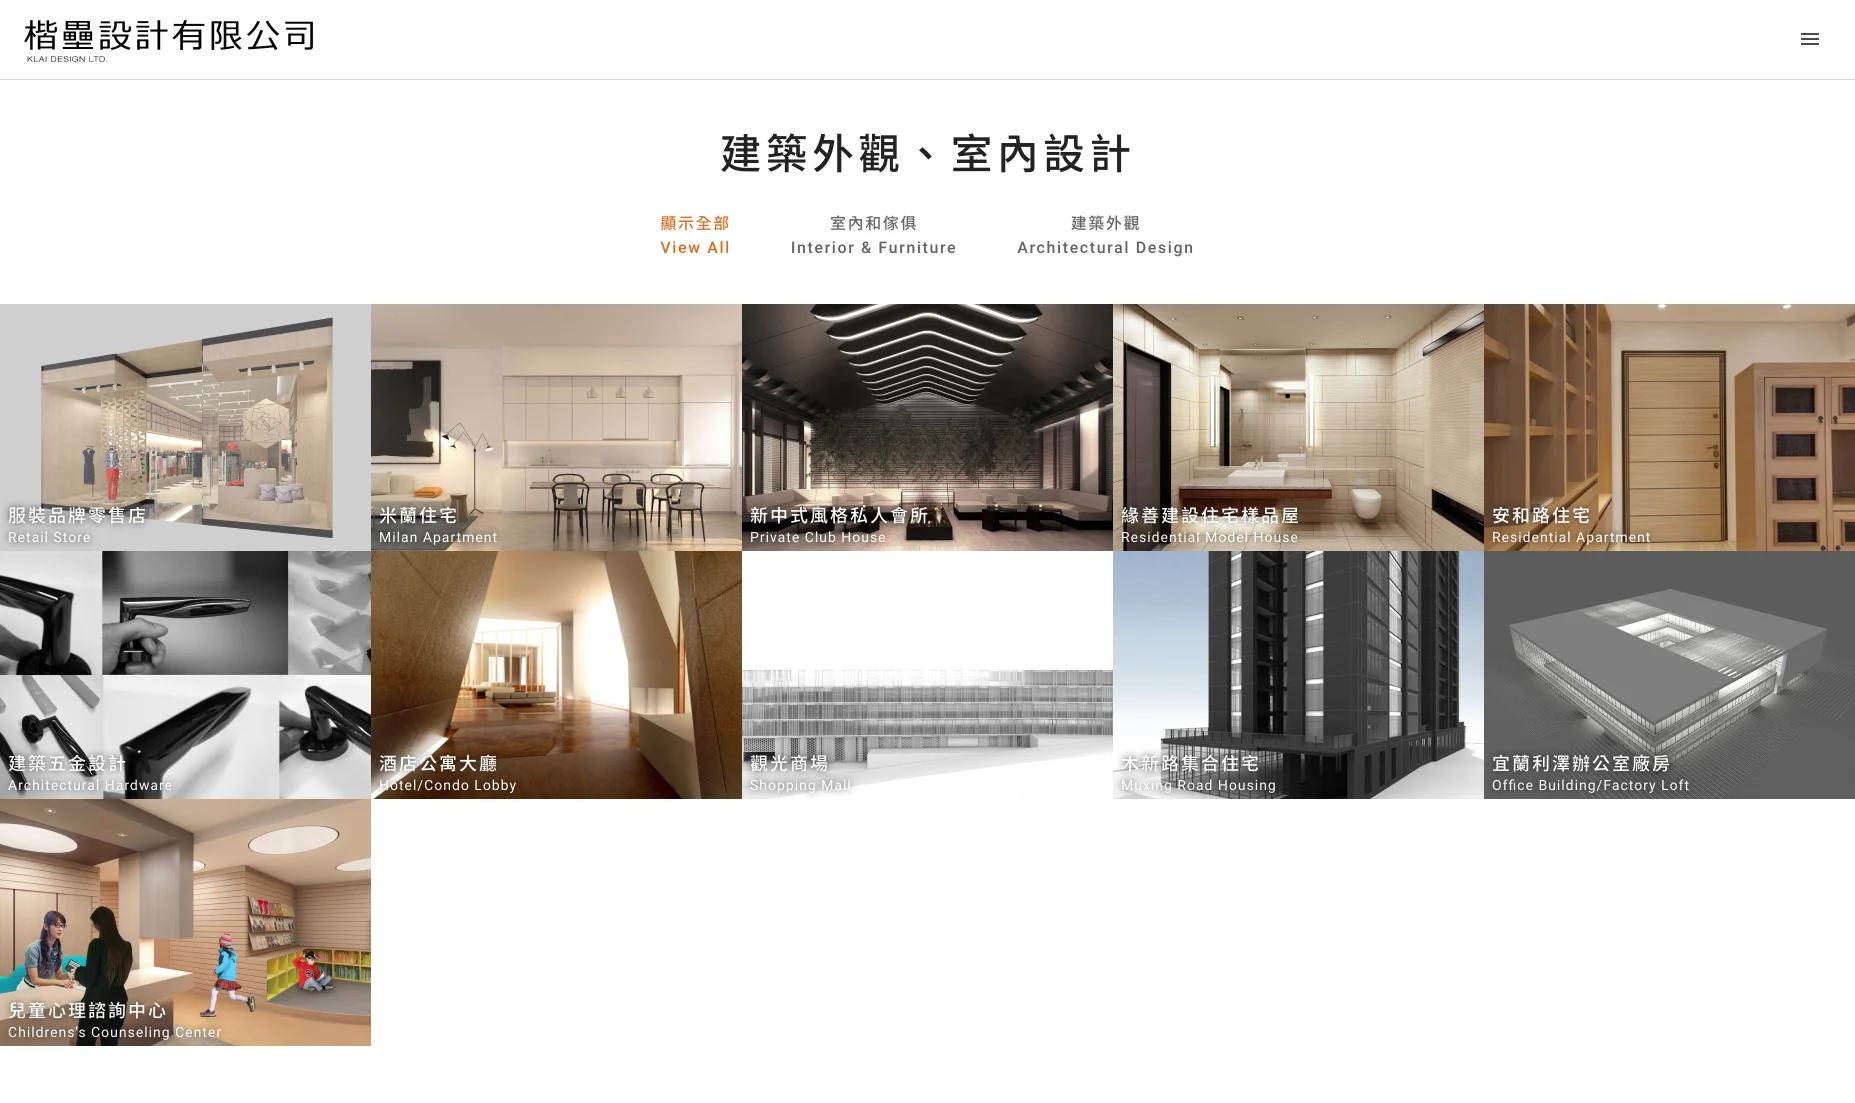 楷壘設計有限公司
KLAI DESIGN LTD.
建築外觀、室內設計
顯示全部
View All
室內和傢俱
Interior & Furniture
建築外觀
Architectural Design
服裝品牌零售店
Retail Store
米蘭住宅
Milan Apartment
新中式風格私人會所
Private Club House
緣善建設住宅樣品屋
Residential Model House
安和路住宅
Residential Apartment
建築五金設計
Architectural Hardware
酒店公寓大廳
Hotel/Condo Lobby
觀光商場
Shopping Mall
木新路集合住宅
Muxing Road Housing
宜蘭利澤辦公室廠房
Office Building/Factory Loft
兒童心理諮詢中心
Childrens's Counseling Center